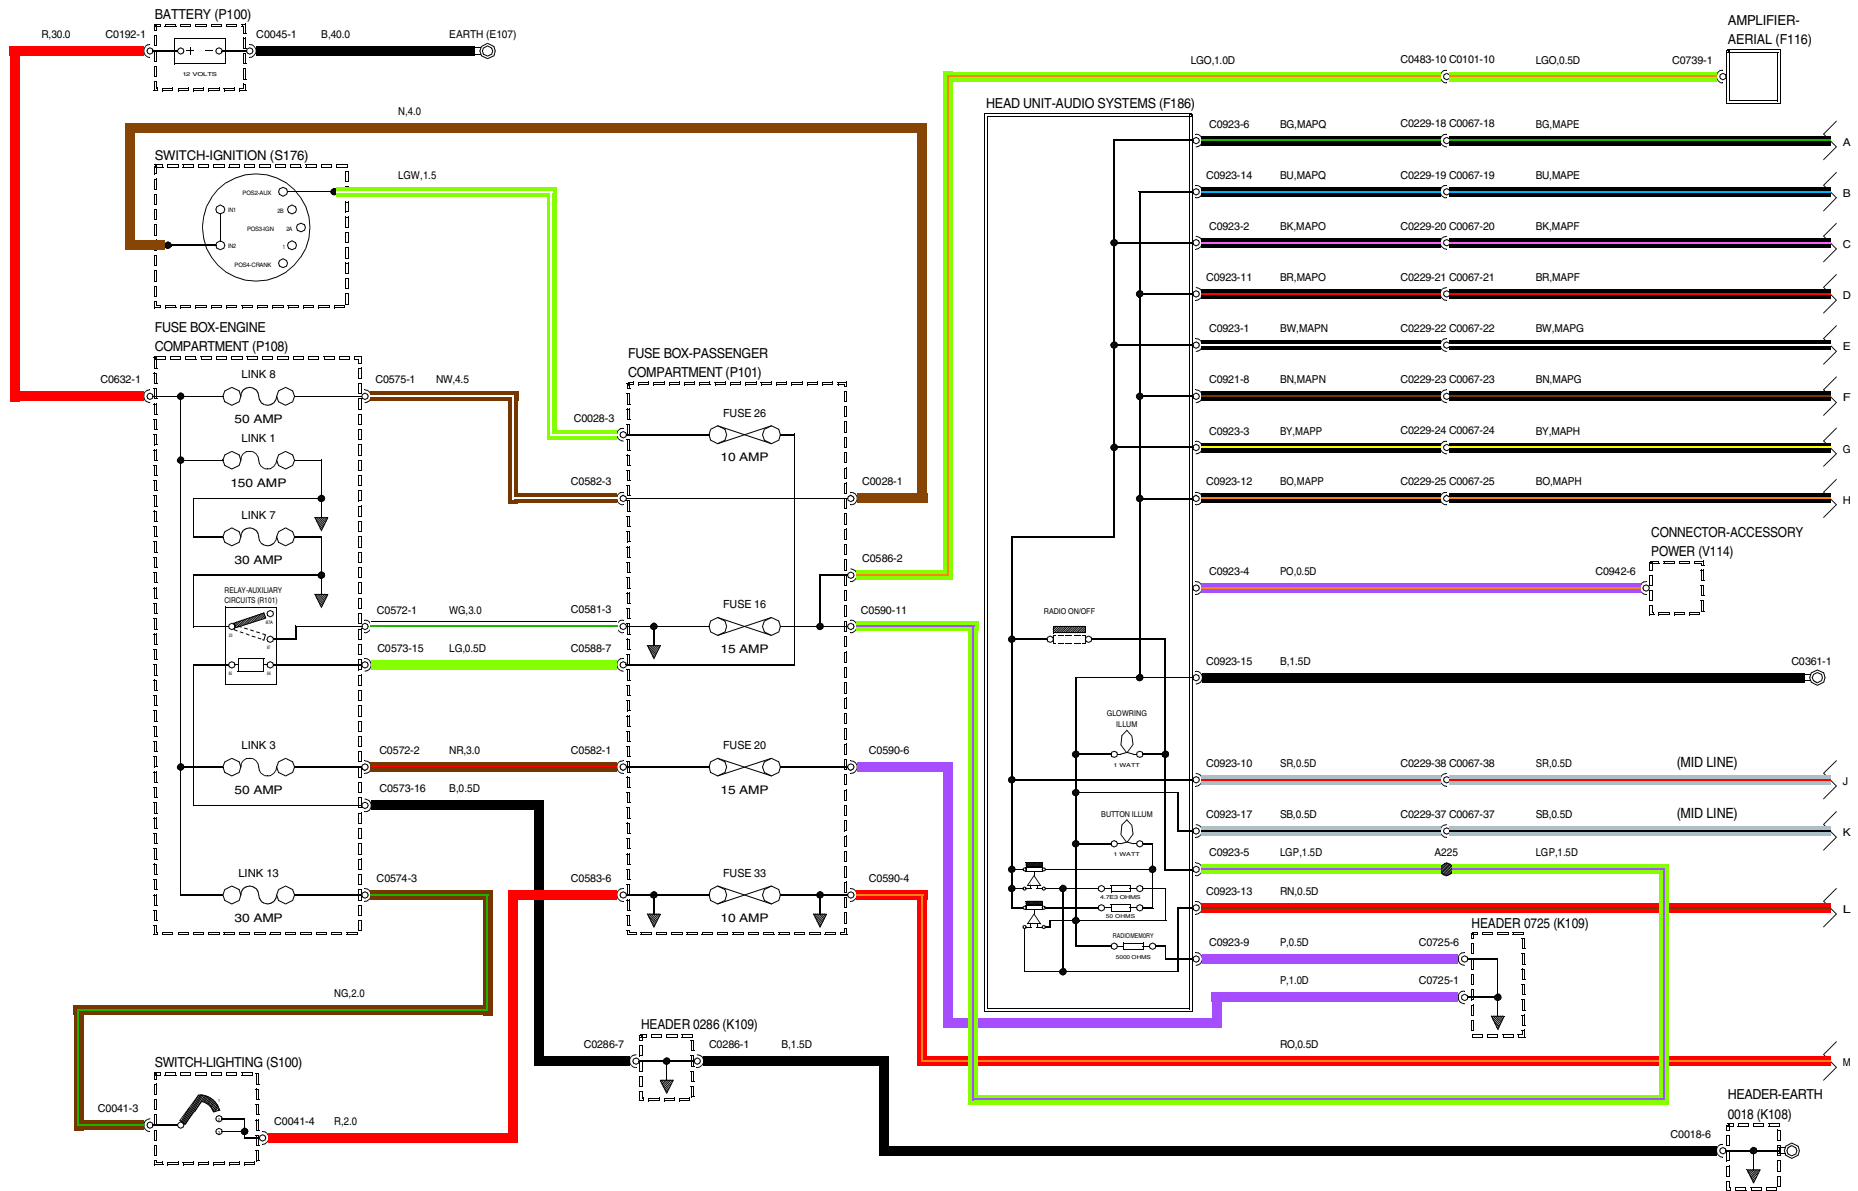 BATTERY (P100)
R,30.0
C0192-1
C0045-1
B,40.0
EARTH (E107)
+ -
12 VOLTS
AMPLIFIER-
AERIAL (F116)
LGO,1.0D
C0483-10 C0101-10
LGO,0.5D
C0739-1
N,4.0
HEAD UNIT-AUDIO SYSTEMS (F186)
SWITCH-IGNITION (S176)
LGW,1.5
POS2-AUX
IN1
2B
POS3-IGN
2A
IN2
1
POS4-CRANK
C0923-6
BG,MAPQ
C0229-18 C0067-18
BG,MAPE
A
C0923-14
BU,MAPQ
C0229-19 C0067-19
BU,MAPE
B
C0923-2
BK,MAPO
C0229-20 C0067-20
BK,MAPF
C
C0923-11
BR,MAPO
C0229-21 C0067-21
BR,MAPF
D
C0923-1
BW,MAPN
C0229-22 C0067-22
BW,MAPG
E
C0921-8
BN,MAPN
C0229-23 C0067-23
BN,MAPG
F
C0923-3
BY,MAPP
C0229-24 C0067-24
BY,MAPH
G
C0923-12
BO,MAPP
C0229-25 C0067-25
BO,MAPH
H
FUSE BOX-ENGINE
COMPARTMENT (P108)
C0632-1
LINK 8
50 AMP
C0575-1
NW,4.5
LINK 1
150 AMP
LINK 7
30 AMP
RELAY-AUXILIARY
CIRCUITS (R101)
87A
87
C0572-1
WG,3.0
C0581-3
C0573-15
LG,0.5D
C0588-7
LINK 3
50 AMP
C0572-2
NR,3.0
C0582-1
C0573-16
B,0.5D
LINK 13
30 AMP
C0574-3
C0583-6
FUSE BOX-PASSENGER
COMPARTMENT (P101)
C0028-3
FUSE 26
10 AMP
C0582-3
C0028-1
C0586-2
FUSE 16
15 AMP
C0590-11
FUSE 20
15 AMP
C0590-6
FUSE 33
10 AMP
C0590-4
CONNECTOR-ACCESSORY
POWER (V114)
C0923-4
PO,0.5D
C0942-6
RADIO ON/OFF
C0923-15
B,1.5D
C0361-1
GLOWRING
ILLUM
1 WATT
C0923-10
SR,0.5D
C0229-38 C0067-38
SR,0.5D
(MID LINE)
J
BUTTON ILLUM
1 WATT
C0923-17
SB,0.5D
C0229-37 C0067-37
SB,0.5D
(MID LINE)
K
C0923-5
LGP,1.5D
A225
LGP,1.5D
4.7E3 OHMS
50 OHMS
C0923-13
RN,0.5D
L
RADIOMEMORY
5000 OHMS
C0923-9
P,0.5D
C0725-6
HEADER 0725 (K109)
P,1.0D
C0725-1
NG,2.0
HEADER 0286 (K109)
C0286-7
C0286-1
B,1.5D
RO,0.5D
M
SWITCH-LIGHTING (S100)
C0041-3
C0041-4
R,2.0
HEADER-EARTH
0018 (K108)
C0018-6